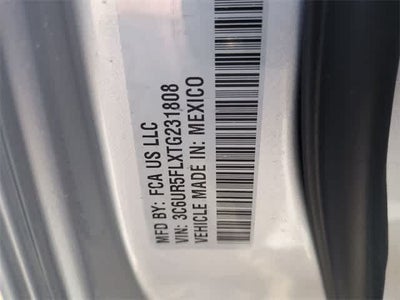 MFD BY: FCA US LLC
VIN: 3C6UR5FLXTG231808
VEHICLE MADE IN: MEXICO